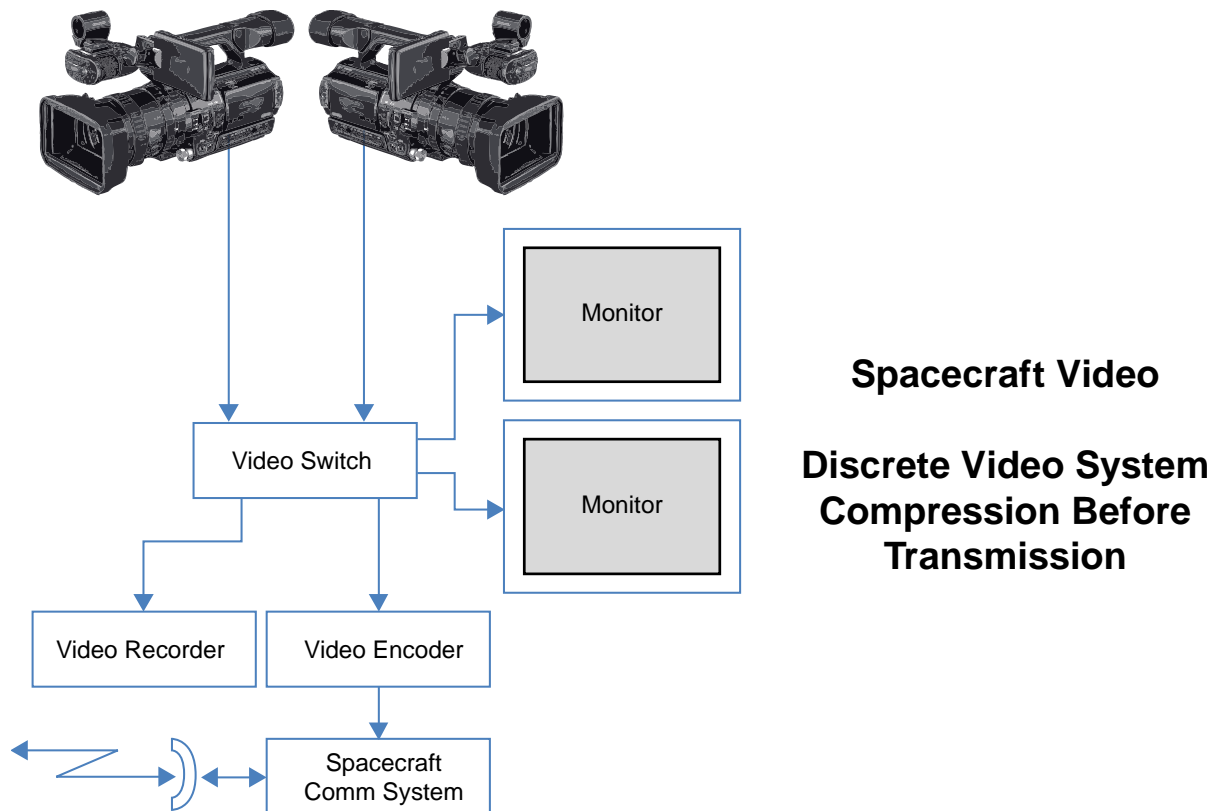 Monitor
Spacecraft Video
Video Switch
Monitor
Discrete Video System
Compression Before
Transmission
Video Recorder
Video Encoder
Spacecraft
Comm System